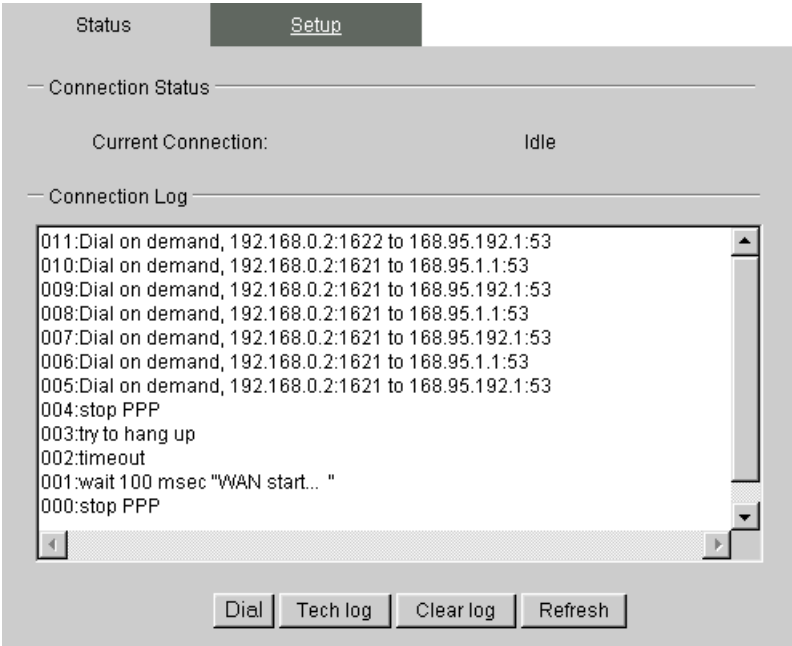 Status Setup
Connection Status
Current Connection: Idle
Connection Log
011:Dial on demand, 192.168.0.2:1622 to 168.95.192.1:53
010:Dial on demand, 192.168.0.2:1621 to 168.95.1.1:53
009:Dial on demand, 192.168.0.2:1621 to 168.95.192.1:53
008:Dial on demand, 192.168.0.2:1621 to 168.95.1.1:53
007:Dial on demand, 192.168.0.2:1621 to 168.95.192.1:53
006:Dial on demand, 192.168.0.2:1621 to 168.95.1.1:53
005:Dial on demand, 192.168.0.2:1621 to 168.95.192.1:53
004:stop PPP
003:try to hang up
002:timeout
001:wait 100 msec "WAN start... "
000:stop PPP
Dial Tech log Clear log Refresh